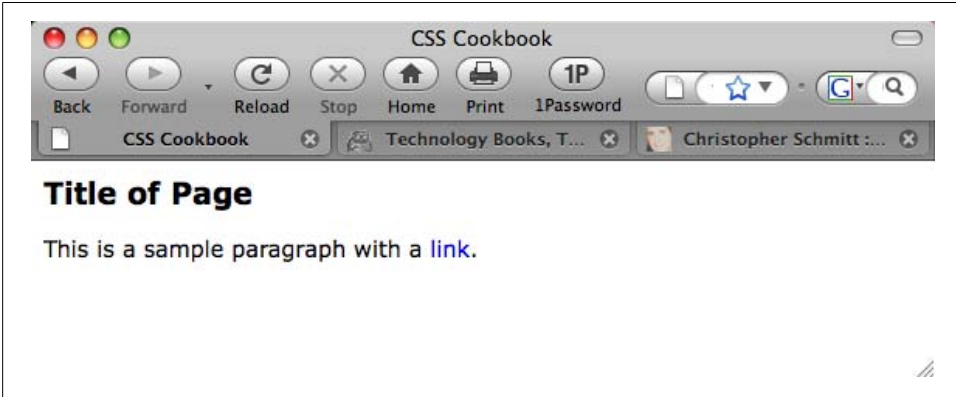 CSS Cookbook
1P
Back Forward Reload Stop Home Print 1Password
G
CSS Cookbook Technology Books, T... Christopher Schmitt :...
Title of Page
This is a sample paragraph with a link.